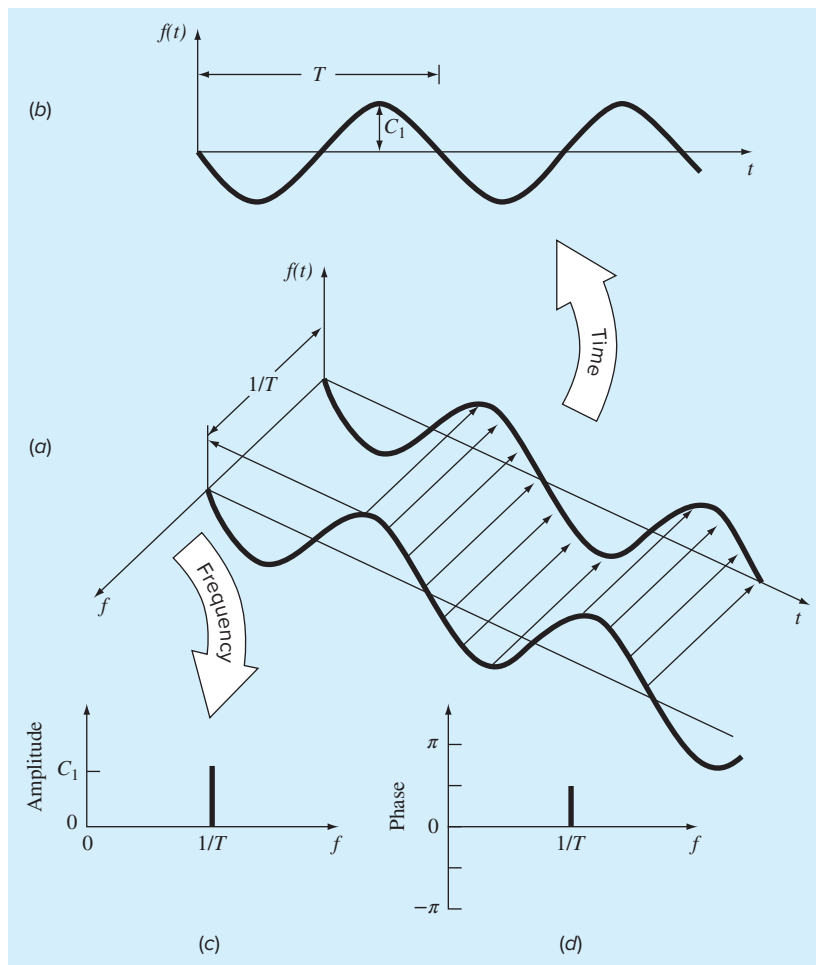 f(t)
T
(b)
C₁
t
f(t)
Time
1/T
(a)
Frequency
f
t
Amplitude
C₁
0
0
1/T
f
Phase
π
0
1/T
f
−π
(c)
(d)